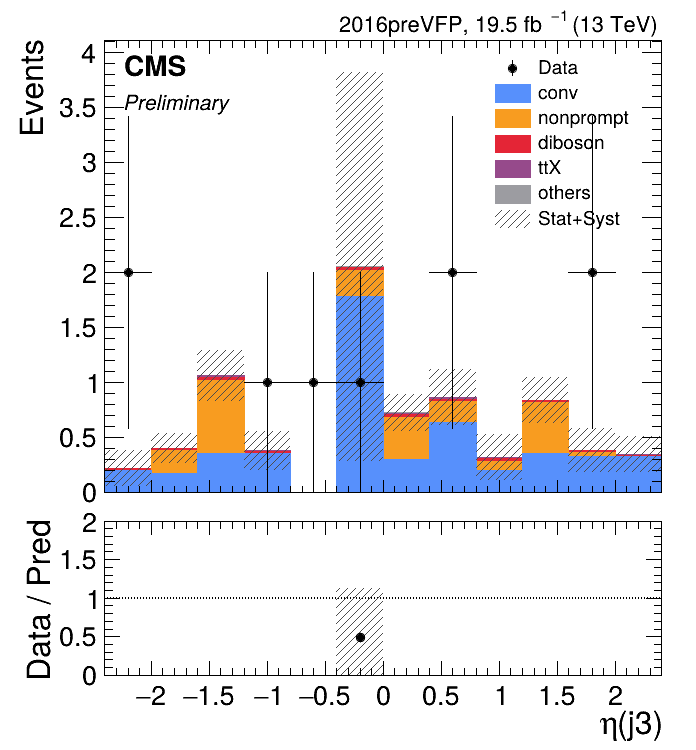 2016preVFP, 19.5 fb⁻¹ (13 TeV)
CMS
Preliminary
Events
4
3.5
3
2.5
2
1.5
1
0.5
0
Data
conv
nonprompt
diboson
ttX
others
Stat+Syst
Data / Pred
2
1.5
1
0.5
0
−2 −1.5 −1 −0.5 0 0.5 1 1.5 2
η(j3)